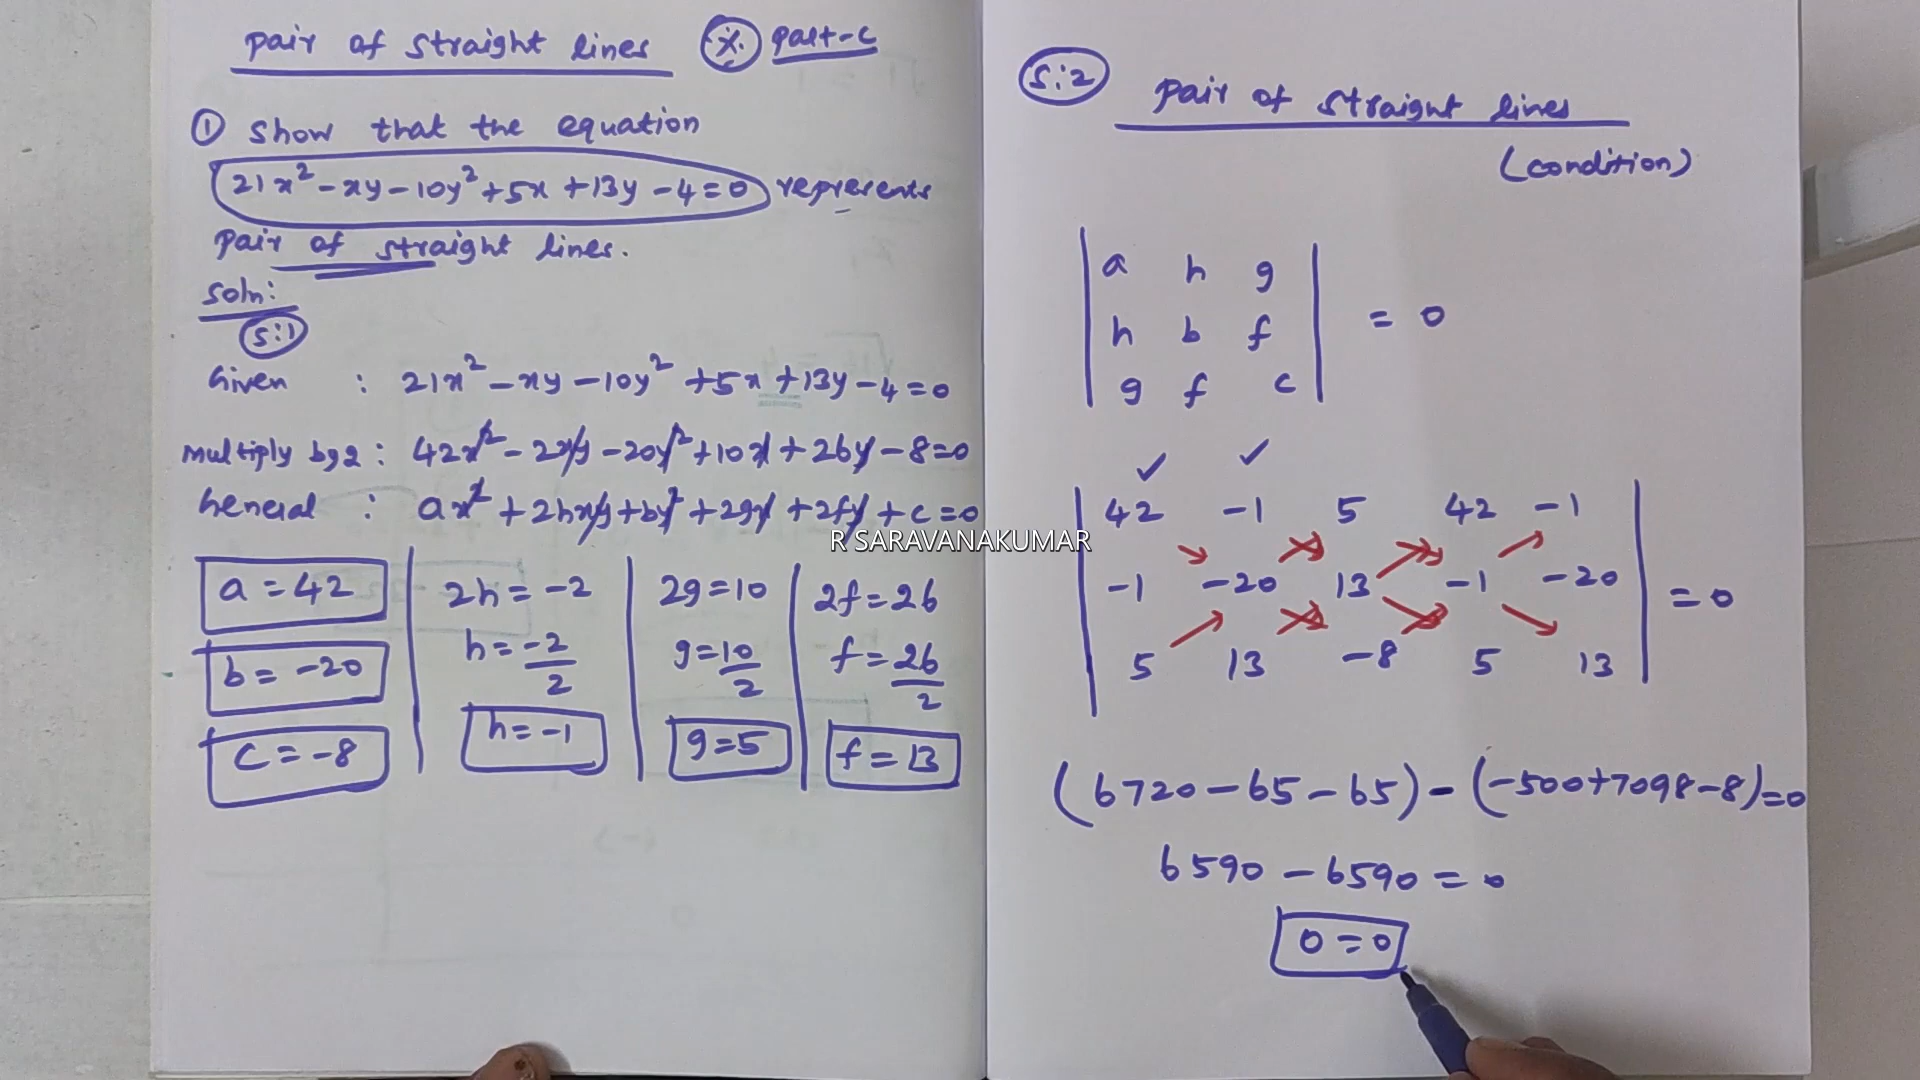 pair of straight lines ※ part-c
① Show that the equation
21x² - xy - 10y² + 5x + 13y - 4 = 0 represents
pair of straight lines.
Soln:
S:1
Given : 21x² - xy - 10y² + 5x + 13y - 4 = 0
multiply by 2 : 42x² - 2xy - 20y² + 10x + 26y - 8 = 0
General : ax² + 2hxy + by² + 2gx + 2fy + c = 0
a = 42
b = -20
c = -8
2h = -2
h = -2/2
h = -1
2g = 10
g = 10/2
g = 5
2f = 26
f = 26/2
f = 13
S:2 pair of straight lines
(condition)
a h g
h b f = 0
g f c
✓ ✓
42 -1 5 42 -1
-1 -20 13 -1 -20 = 0
5 13 -8 5 13
(6720 - 65 - 65) - (-500 + 7098 - 8) = 0
6590 - 6590 = 0
0 = 0
R SARAVANAKUMAR